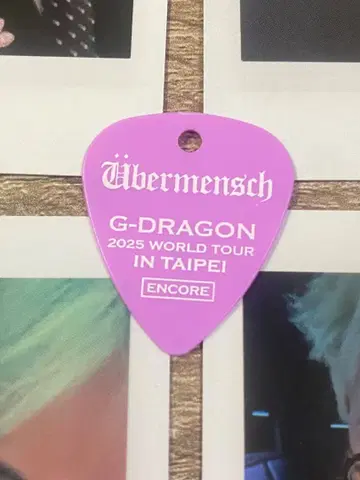 Übermensch
G-DRAGON
2025 WORLD TOUR
IN TAIPEI
ENCORE